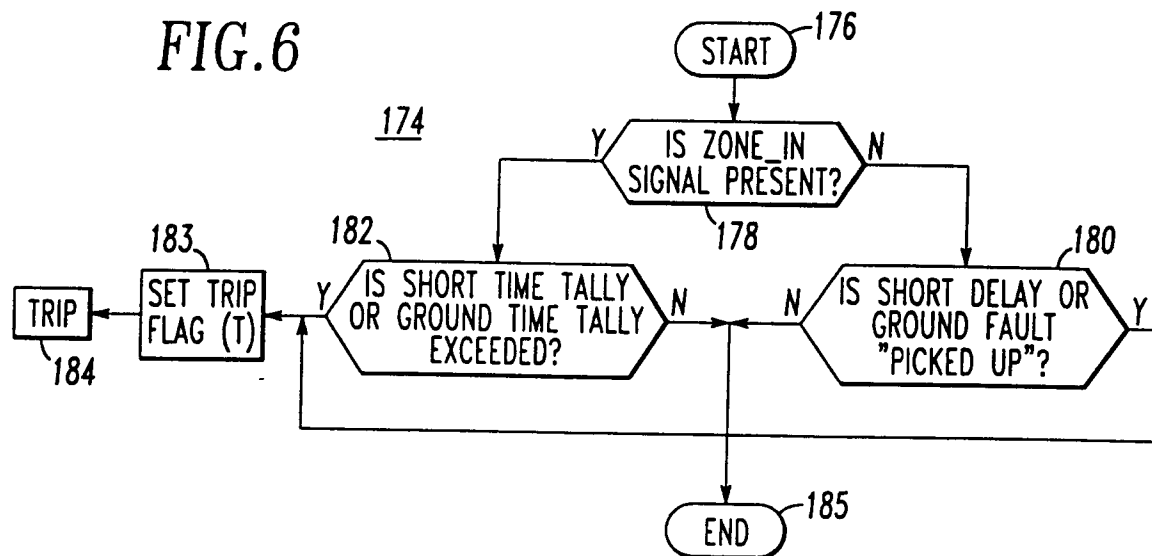 FIG.6
176
START
174
Y
IS ZONE_IN
SIGNAL PRESENT?
N
178
182
180
183
Y
IS SHORT TIME TALLY
OR GROUND TIME TALLY
EXCEEDED?
N
N
IS SHORT DELAY OR
GROUND FAULT
"PICKED UP"?
Y
SET TRIP
FLAG (T)
TRIP
184
END
185